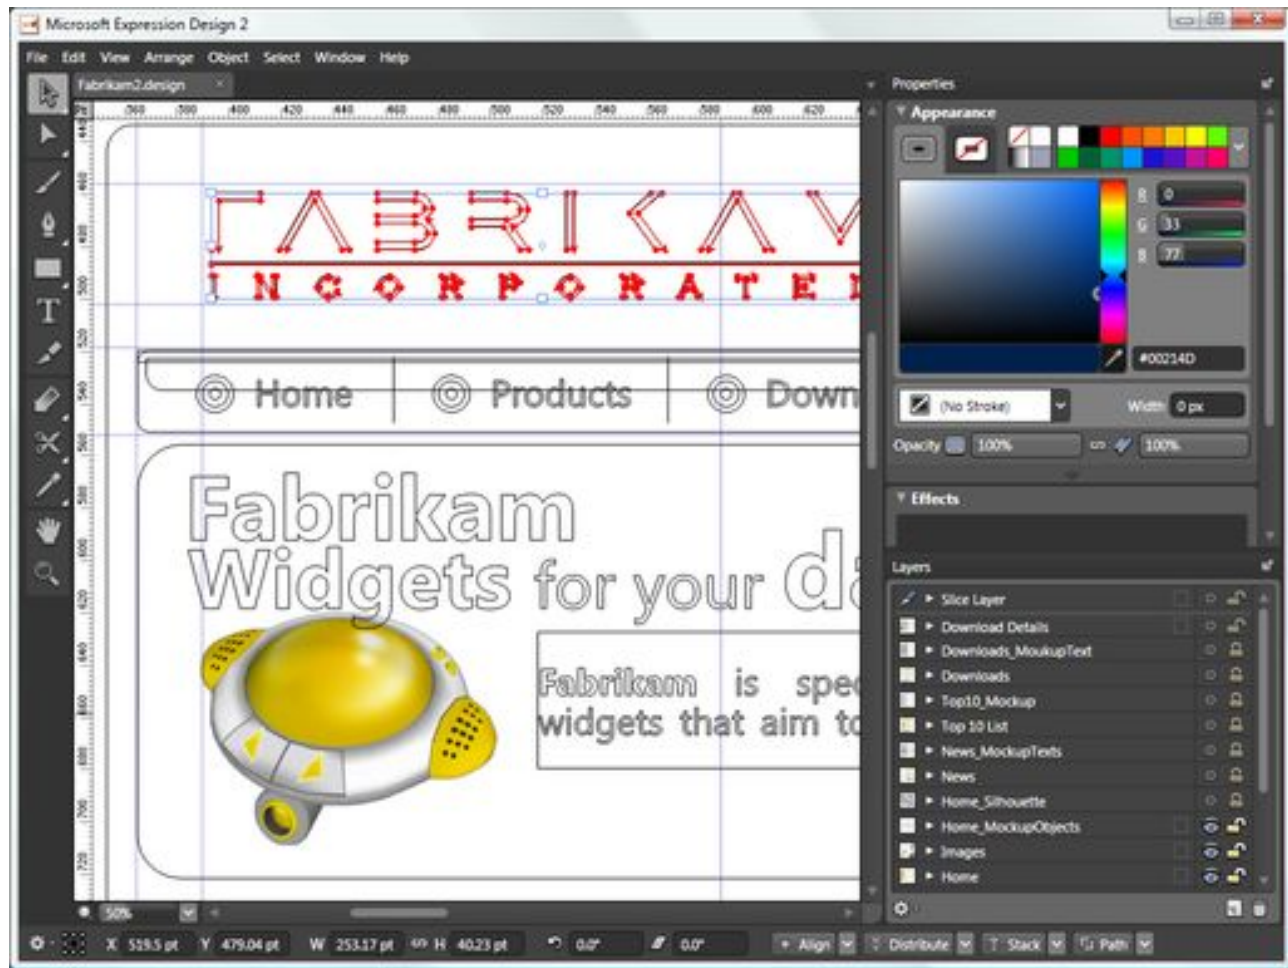 Microsoft Expression Design 2
File Edit View Arrange Object Select Window Help
Fabrikam2.design
Properties
Appearance
FABRIKAM
INCORPORATED
R 0
G 33
B 77
#00214D
(No Stroke)
Width 0 px
Opacity 100% 100%
Home Products Down
Fabrikam
Widgets for your da
Fabrikam is spec
widgets that aim to
Effects
Layers
Slice Layer
Download Details
Downloads_MoukupText
Downloads
Top10_Mockup
Top 10 List
News_MockupTexts
News
Home_Silhouette
Home_MockupObjects
Images
Home
50%
X 519.5 pt Y 479.04 pt W 253.17 pt H 40.23 pt 0.0° 0.0° Align Distribute Stack Path